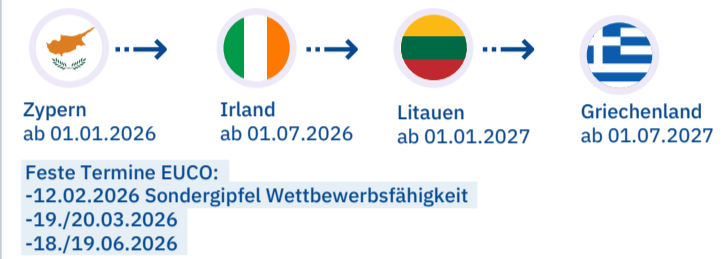 Zypern
ab 01.01.2026
Irland
ab 01.07.2026
Litauen
ab 01.01.2027
Griechenland
ab 01.07.2027
Feste Termine EUCO:
-12.02.2026 Sondergipfel Wettbewerbsfähigkeit
-19./20.03.2026
-18./19.06.2026